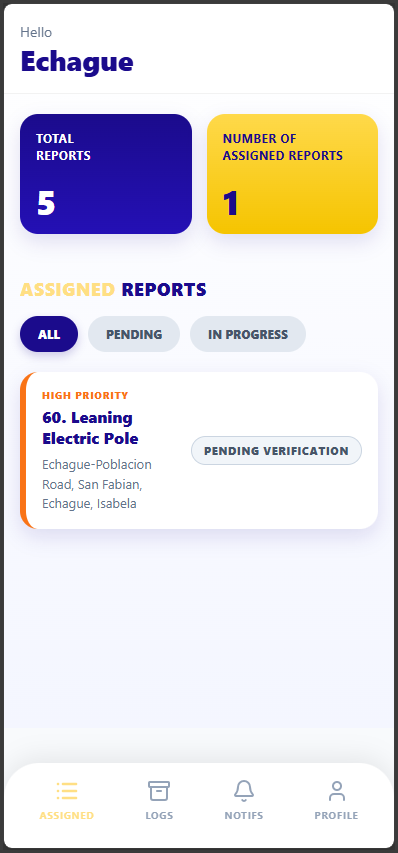 Hello
Echague
TOTAL
REPORTS
5
NUMBER OF
ASSIGNED REPORTS
1
ASSIGNED REPORTS
ALL
PENDING
IN PROGRESS
HIGH PRIORITY
60. Leaning
Electric Pole
Echague-Poblacion
Road, San Fabian,
Echague, Isabela
PENDING VERIFICATION
ASSIGNED
LOGS
NOTIFS
PROFILE